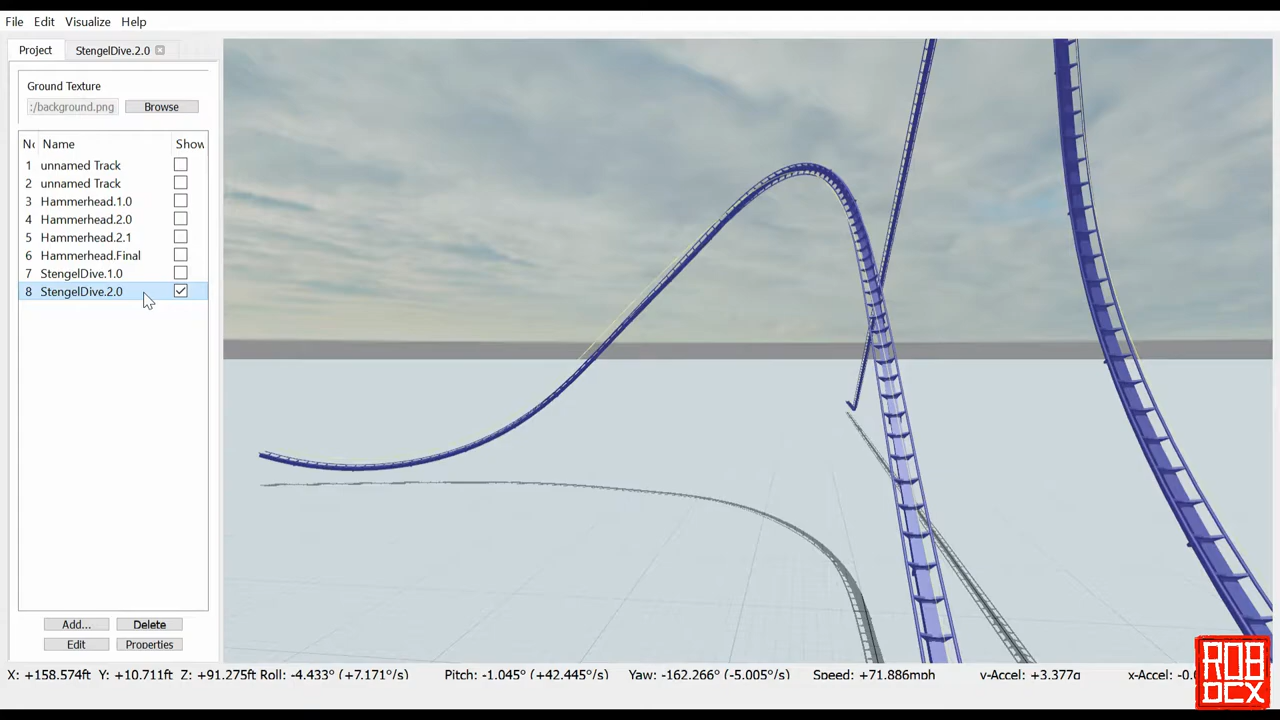 File Edit Visualize Help
Project StengelDive.2.0
Ground Texture
:/background.png Browse
Nc Name Show
1 unnamed Track
2 unnamed Track
3 Hammerhead.1.0
4 Hammerhead.2.0
5 Hammerhead.2.1
6 Hammerhead.Final
7 StengelDive.1.0
8 StengelDive.2.0
Add... Delete
Edit Properties
X: +158.574ft Y: +10.711ft Z: +91.275ft Roll: -4.433° (+7.171°/s) Pitch: -1.045° (+42.445°/s) Yaw: -162.266° (-5.005°/s) Speed: +71.886mph y-Accel: +3.377g x-Accel: -0.
ROB
DCX